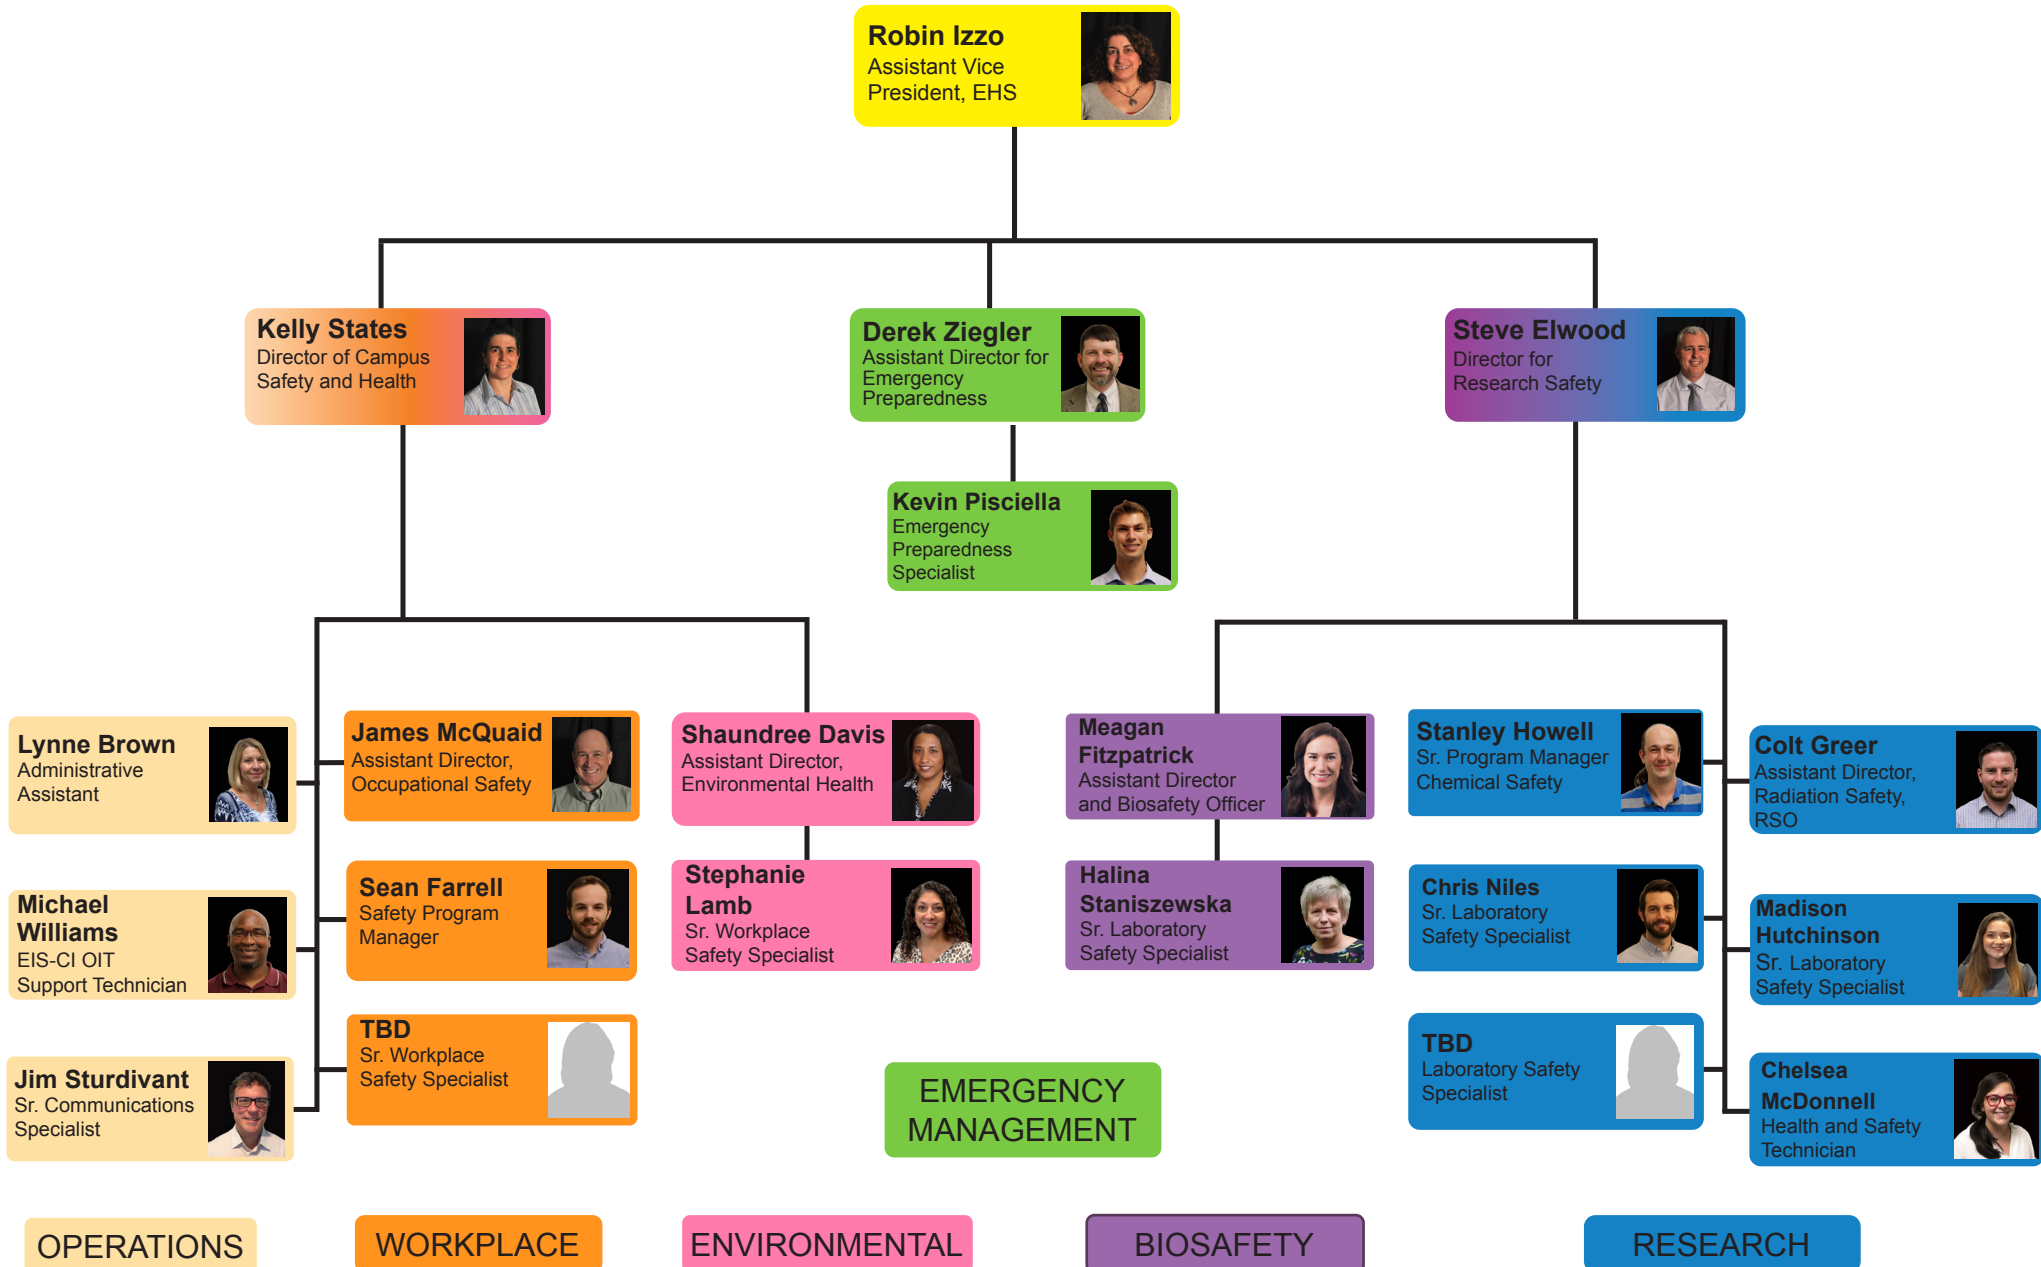 Robin Izzo
Assistant Vice
President, EHS
Kelly States
Director of Campus
Safety and Health
Derek Ziegler
Assistant Director for
Emergency
Preparedness
Steve Elwood
Director for
Research Safety
Kevin Pisciella
Emergency
Preparedness
Specialist
Lynne Brown
Administrative
Assistant
James McQuaid
Assistant Director,
Occupational Safety
Shaundree Davis
Assistant Director,
Environmental Health
Meagan
Fitzpatrick
Assistant Director
and Biosafety Officer
Stanley Howell
Sr. Program Manager
Chemical Safety
Colt Greer
Assistant Director,
Radiation Safety,
RSO
Michael
Williams
EIS-CI OIT
Support Technician
Sean Farrell
Safety Program
Manager
Stephanie
Lamb
Sr. Workplace
Safety Specialist
Halina
Staniszewska
Sr. Laboratory
Safety Specialist
Chris Niles
Sr. Laboratory
Safety Specialist
Madison
Hutchinson
Sr. Laboratory
Safety Specialist
Jim Sturdivant
Sr. Communications
Specialist
TBD
Sr. Workplace
Safety Specialist
TBD
Laboratory Safety
Specialist
Chelsea
McDonnell
Health and Safety
Technician
EMERGENCY
MANAGEMENT
OPERATIONS
WORKPLACE
ENVIRONMENTAL
BIOSAFETY
RESEARCH